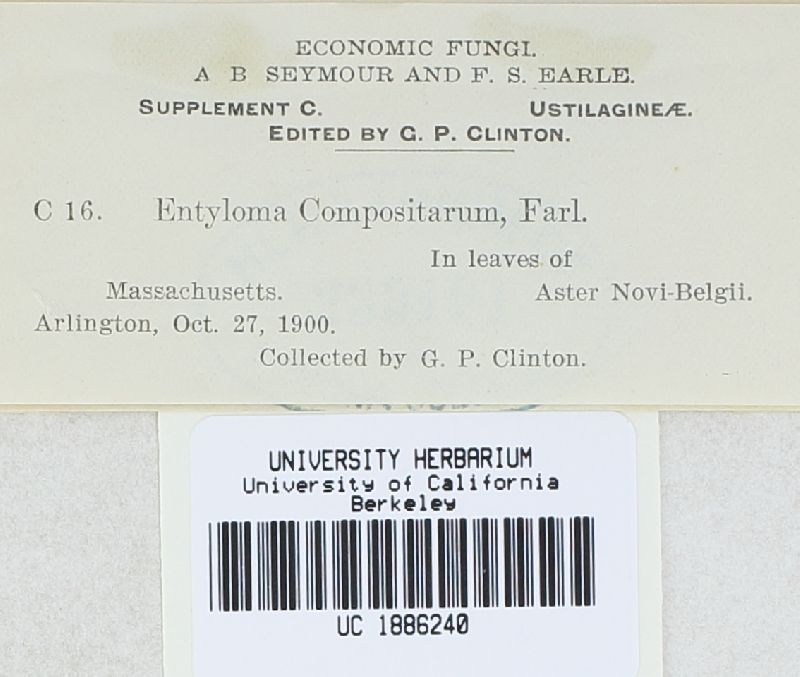 ECONOMIC FUNGI.
A B SEYMOUR AND F. S. EARLE.
SUPPLEMENT C. USTILAGINEÆ.
EDITED BY G. P. CLINTON.
C 16. Entyloma Compositarum, Farl.
In leaves of
Massachusetts. Aster Novi-Belgii.
Arlington, Oct. 27, 1900.
Collected by G. P. Clinton.
UNIVERSITY HERBARIUM
University of California
Berkeley
UC 1886240